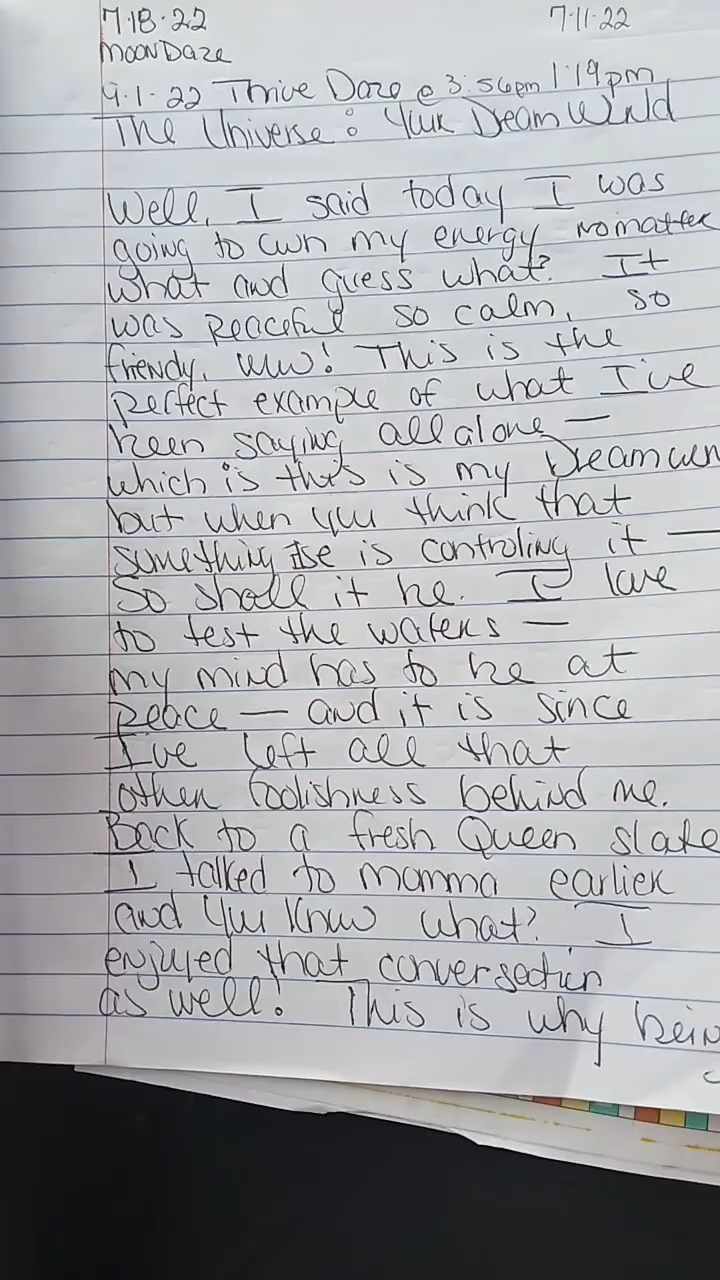 7.18.22 7.11.22
MOON Daze
9.1.22 Thrive Daze @ 3:56pm 1:19pm
The Universe: Your Dream World
Well, I said today I was
going to own my energy no matter
what and guess what? It
was peaceful so calm, so
friendy, wow! This is the
perfect example of what I've
been saying all alone —
which is this is my Dream
but when you think that
something else is controling it —
So shall it be. I love
to test the waters —
my mind has to be at
peace — and it is since
I've left all that
other foolishness behind me.
Back to a fresh Queen slate
I talked to momma earlier
and you know what? I
enjoyed that conversection
as well! This is why bein